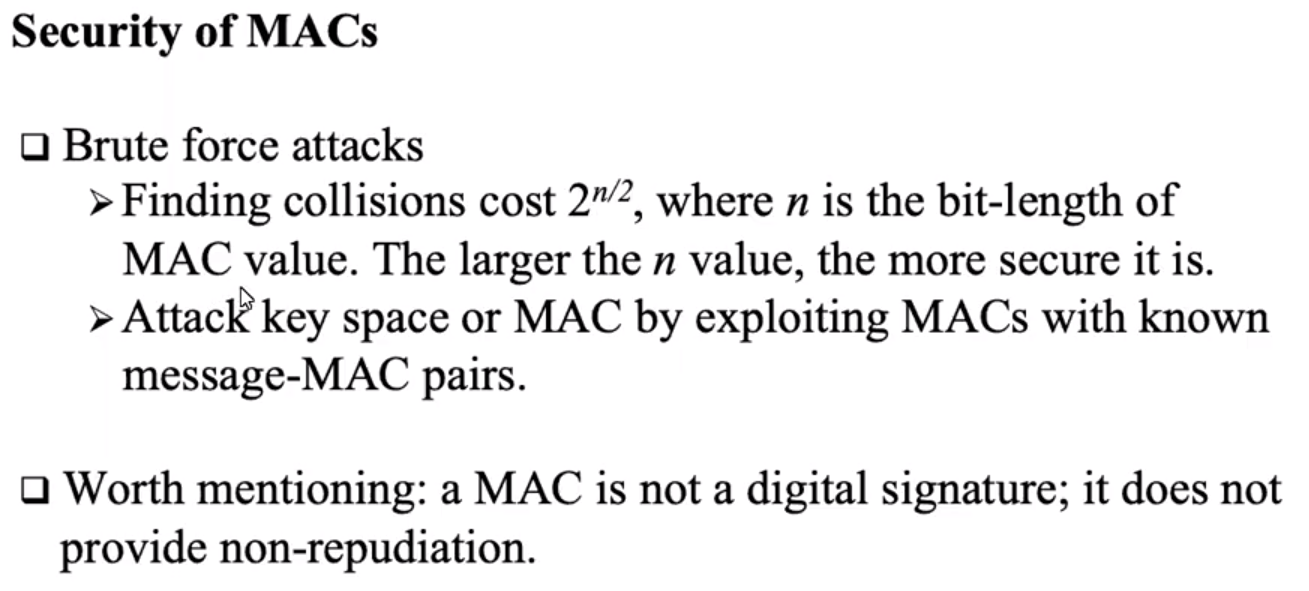 Security of MACs
❑ Brute force attacks
➢ Finding collisions cost 2^{n/2}, where n is the bit-length of
MAC value. The larger the n value, the more secure it is.
➢ Attack key space or MAC by exploiting MACs with known
message-MAC pairs.
❑ Worth mentioning: a MAC is not a digital signature; it does not
provide non-repudiation.